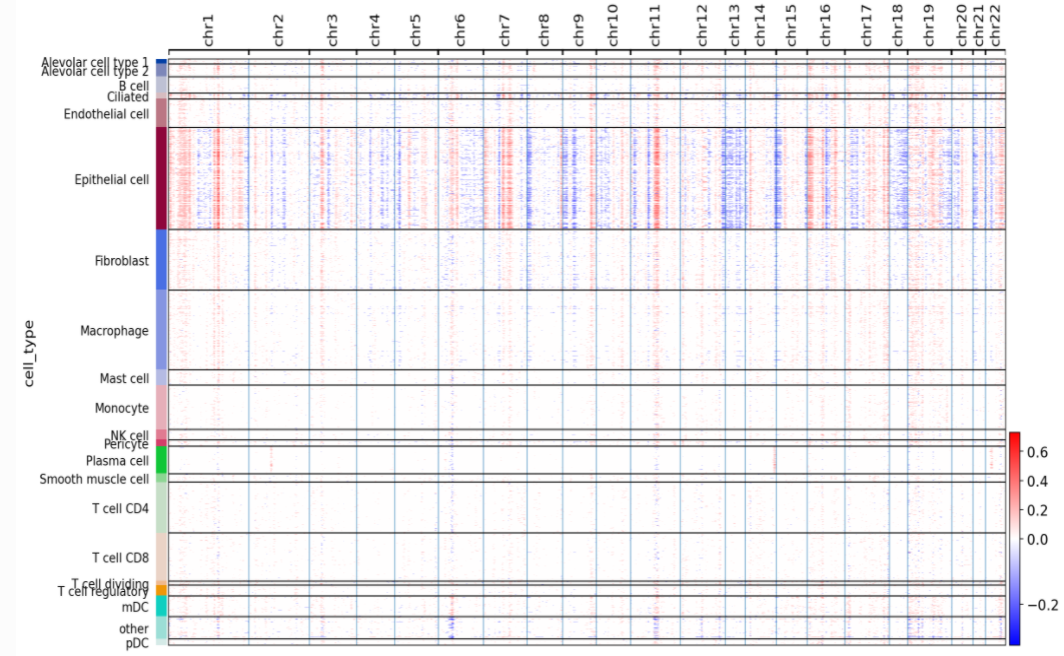 chr1
chr2
chr3
chr4
chr5
chr6
chr7
chr8
chr9
chr10
chr11
chr12
chr13
chr14
chr15
chr16
chr17
chr18
chr19
chr20
chr21
chr22
cell_type
Alevolar cell type 1
Alevolar cell type 2
B cell
Ciliated
Endothelial cell
Epithelial cell
Fibroblast
Macrophage
Mast cell
Monocyte
NK cell
Pericyte
Plasma cell
Smooth muscle cell
T cell CD4
T cell CD8
T cell dividing
T cell regulatory
mDC
other
pDC
0.6
0.4
0.2
0.0
−0.2